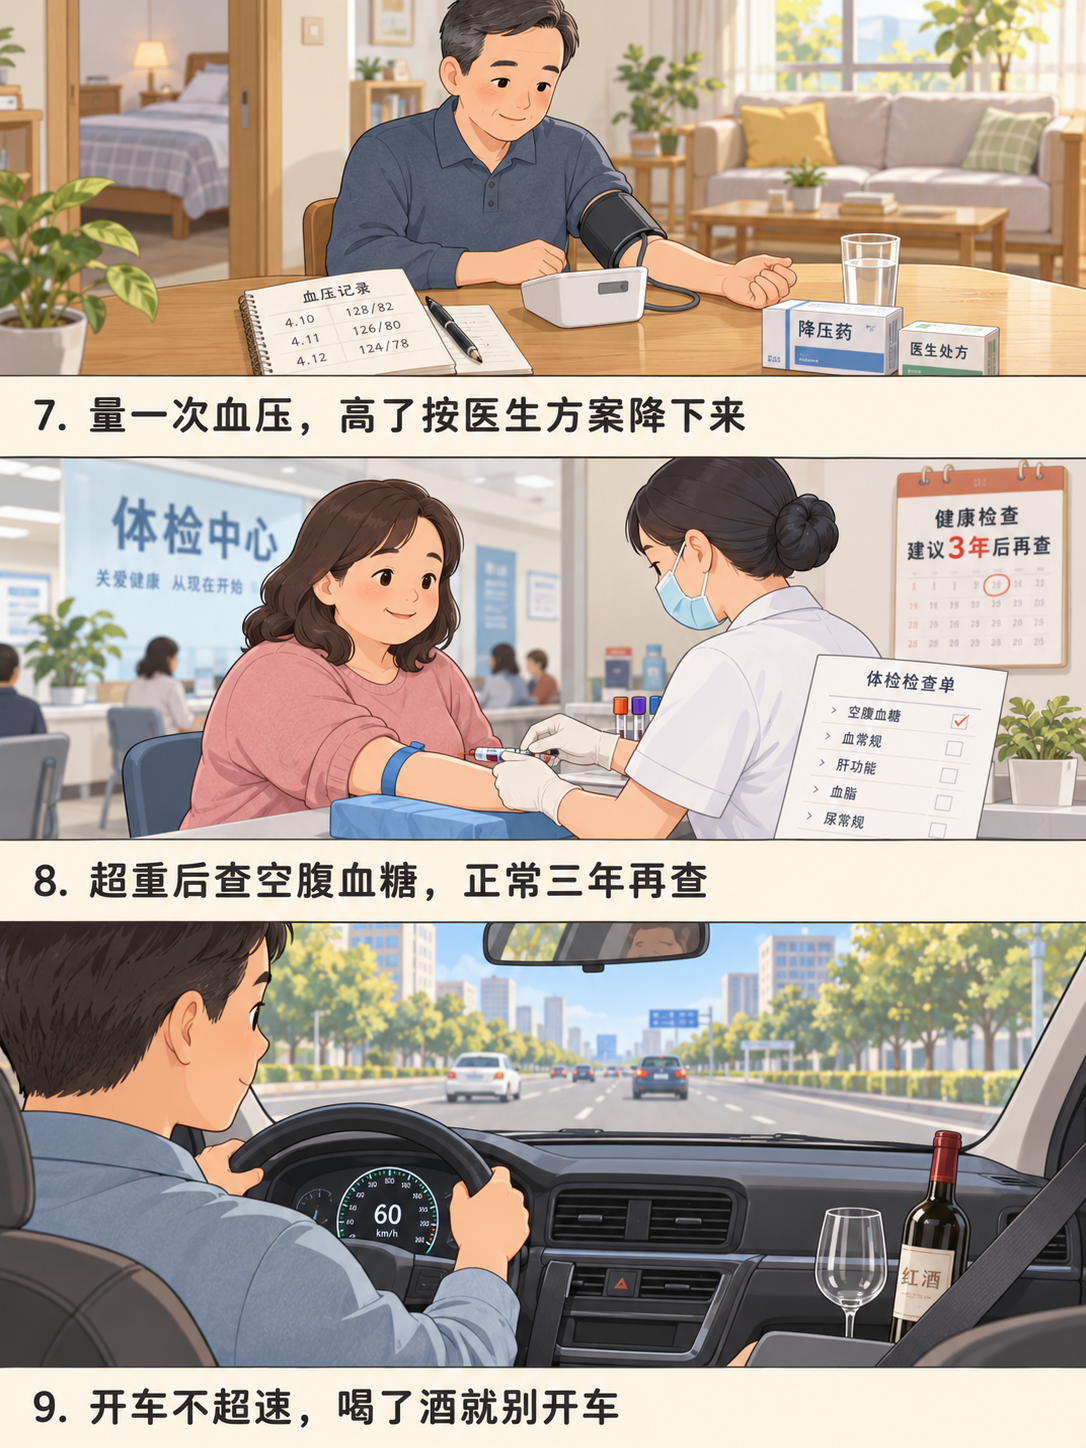 血压记录
4.10 128/82
4.11 126/80
4.12 124/78
降压药
医生处方
7. 量一次血压，高了按医生方案降下来
体检中心
关爱健康 从现在开始
健康检查
建议3年后再查
体检检查单
空腹血糖
血常规
肝功能
血脂
尿常规
8. 超重后查空腹血糖，正常三年再查
60
km/h
红酒
9. 开车不超速，喝了酒就别开车